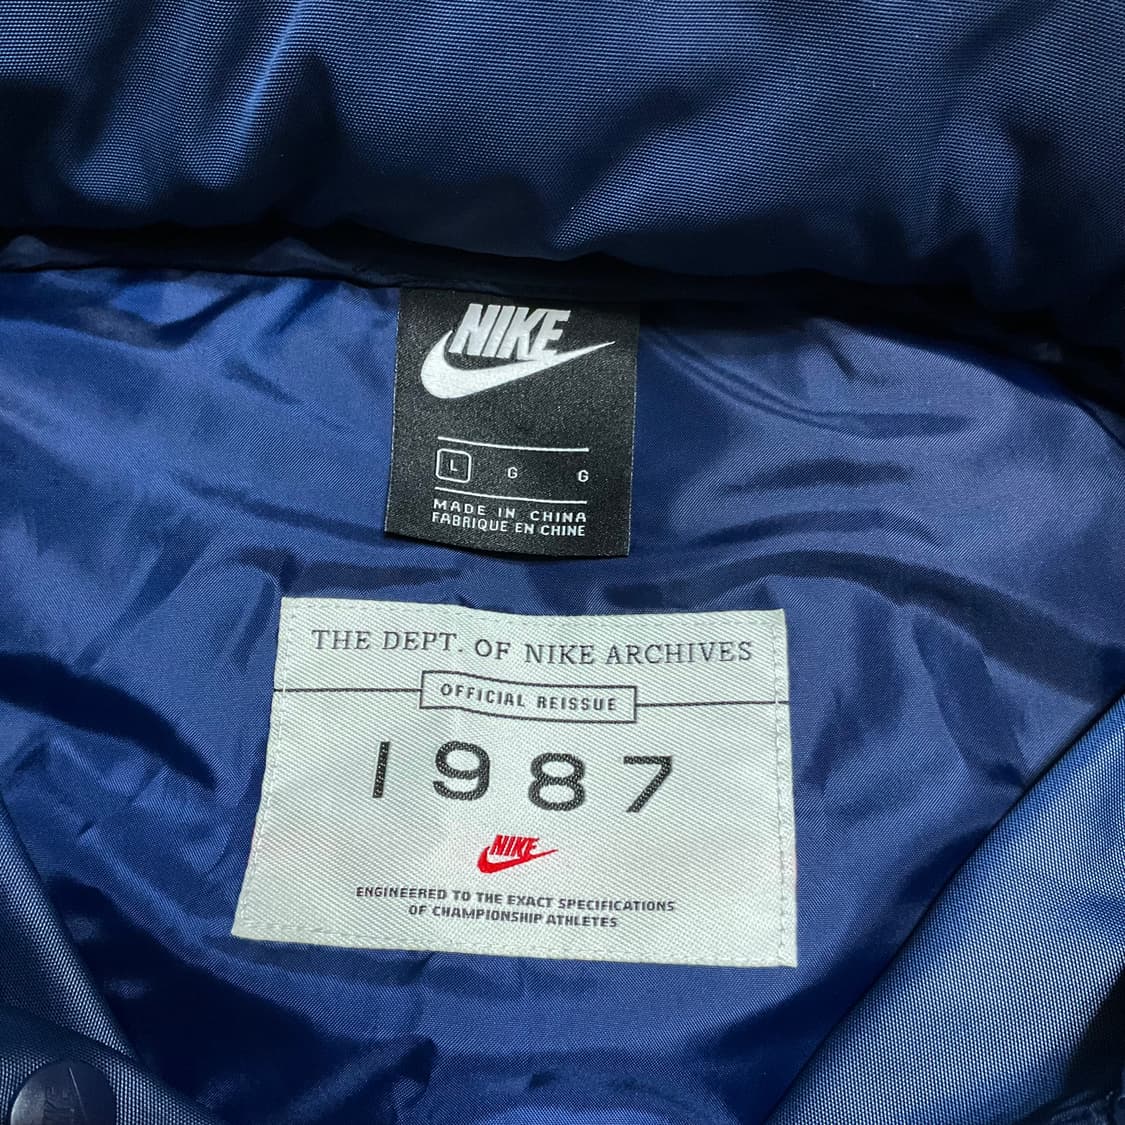 NIKE
L G G
MADE IN CHINA
FABRIQUE EN CHINE
THE DEPT. OF NIKE ARCHIVES
OFFICIAL REISSUE
1987
NIKE
ENGINEERED TO THE EXACT SPECIFICATIONS
OF CHAMPIONSHIP ATHLETES
NIKE